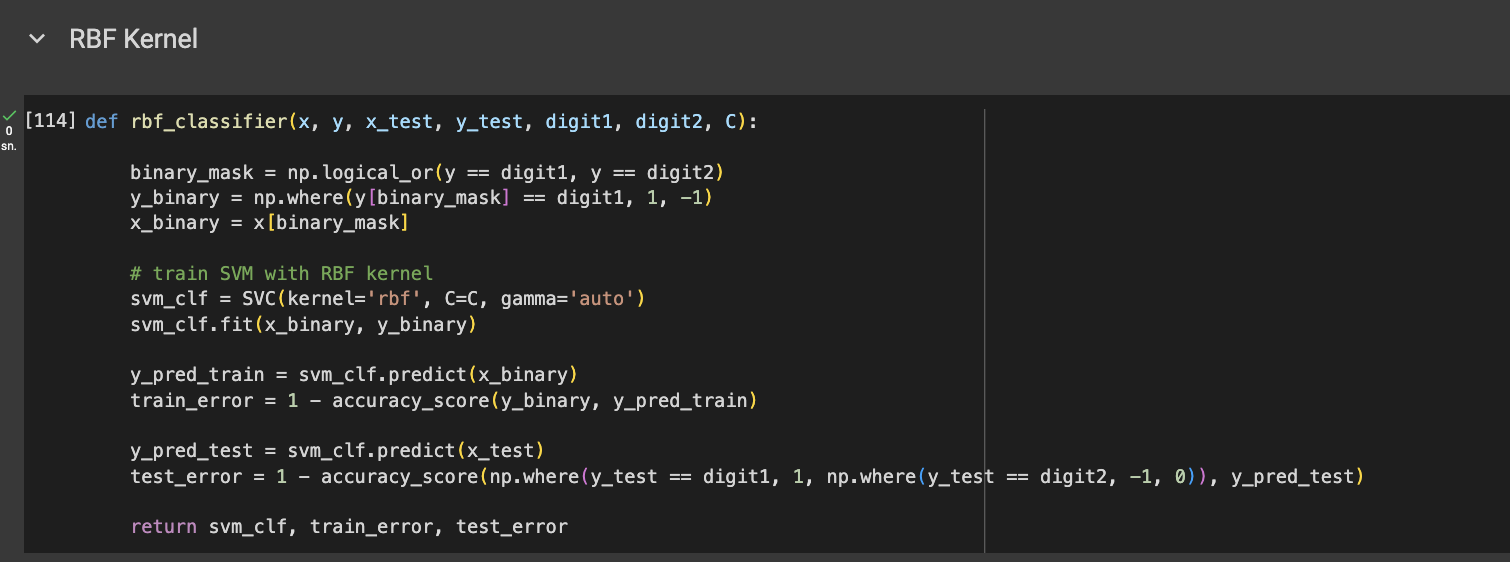 RBF Kernel
[114] def rbf_classifier(x, y, x_test, y_test, digit1, digit2, C):
0
sn.
binary_mask = np.logical_or(y == digit1, y == digit2)
y_binary = np.where(y[binary_mask] == digit1, 1, -1)
x_binary = x[binary_mask]
# train SVM with RBF kernel
svm_clf = SVC(kernel='rbf', C=C, gamma='auto')
svm_clf.fit(x_binary, y_binary)
y_pred_train = svm_clf.predict(x_binary)
train_error = 1 - accuracy_score(y_binary, y_pred_train)
y_pred_test = svm_clf.predict(x_test)
test_error = 1 - accuracy_score(np.where(y_test == digit1, 1, np.where(y_test == digit2, -1, 0)), y_pred_test)
return svm_clf, train_error, test_error